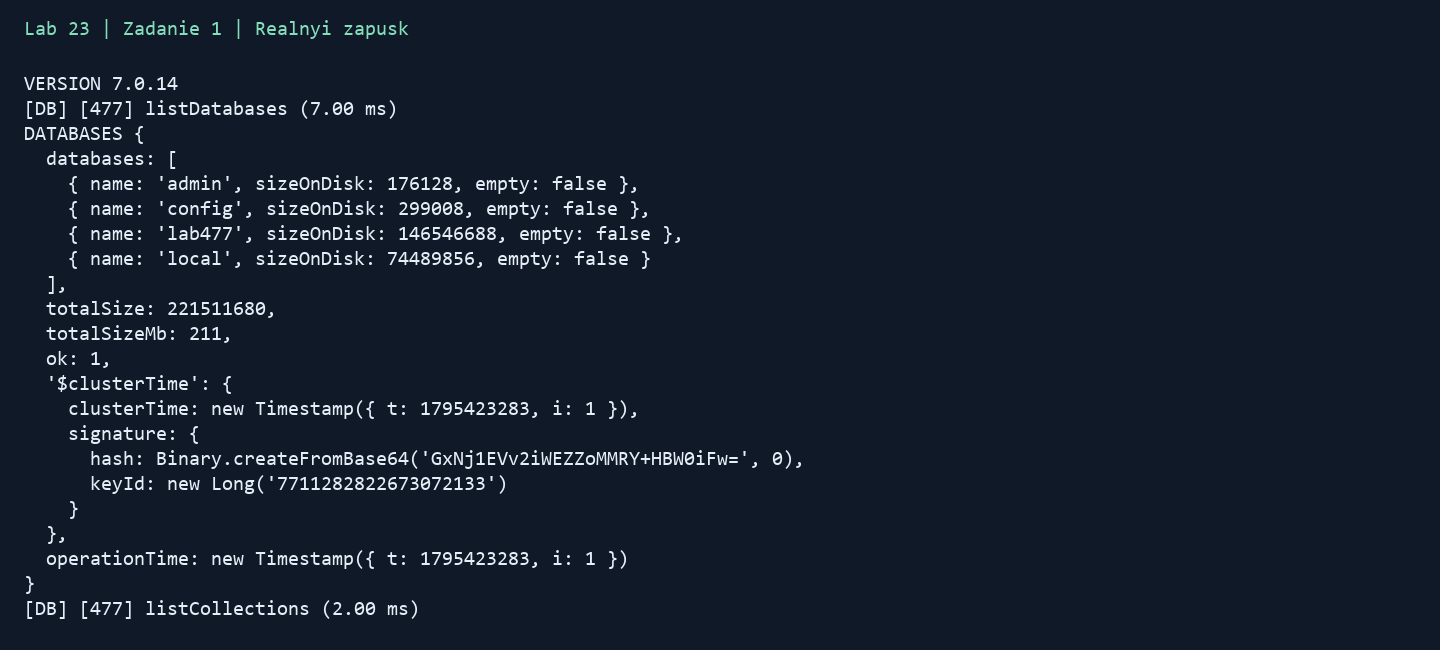 Lab 23 | Zadanie 1 | Realnyi zapusk
VERSION 7.0.14
[DB] [477] listDatabases (7.00 ms)
DATABASES {
  databases: [
    { name: 'admin', sizeOnDisk: 176128, empty: false },
    { name: 'config', sizeOnDisk: 299008, empty: false },
    { name: 'lab477', sizeOnDisk: 146546688, empty: false },
    { name: 'local', sizeOnDisk: 74489856, empty: false }
  ],
  totalSize: 221511680,
  totalSizeMb: 211,
  ok: 1,
  '$clusterTime': {
    clusterTime: new Timestamp({ t: 1795423283, i: 1 }),
    signature: {
      hash: Binary.createFromBase64('GxNj1EVv2iWEZZoMMRY+HBW0iFw=', 0),
      keyId: new Long('7711282822673072133')
    }
  },
  operationTime: new Timestamp({ t: 1795423283, i: 1 })
}
[DB] [477] listCollections (2.00 ms)